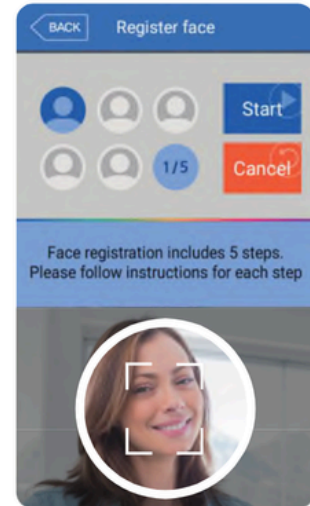 BACK
Register face
Start
1/5
Cancel
Face registration includes 5 steps.
Please follow instructions for each step